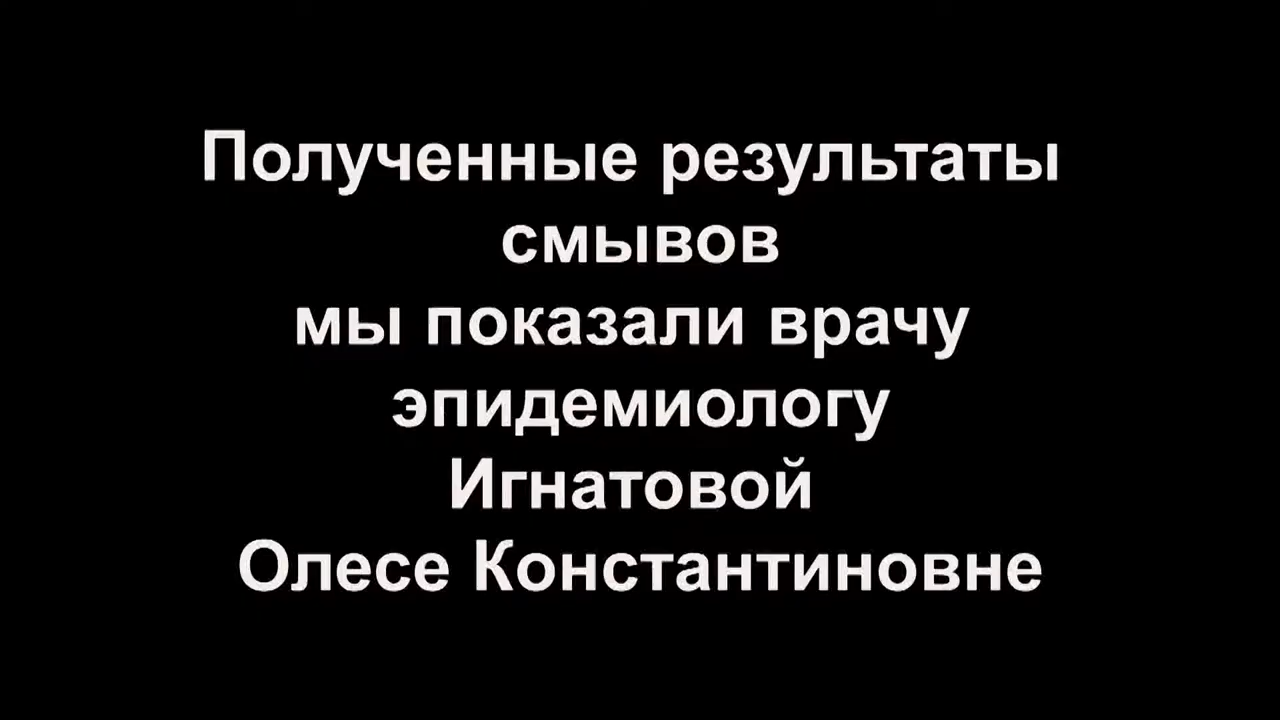 Полученные результаты
смывов
мы показали врачу
эпидемиологу
Игнатовой
Олесе Константиновне